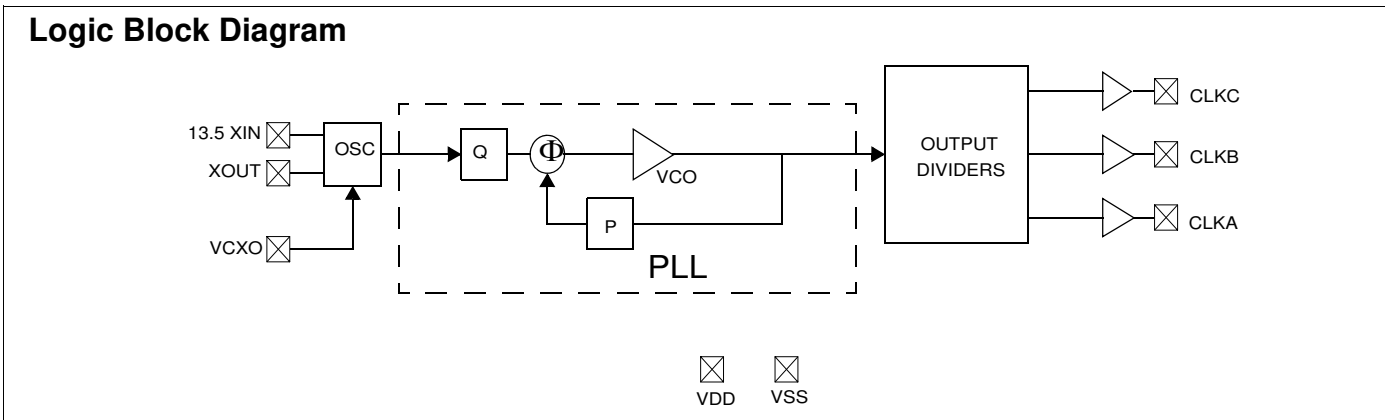 Logic Block Diagram
13.5 XIN
XOUT
VCXO
OSC
Q
Φ
VCO
P
PLL
OUTPUT
DIVIDERS
CLKC
CLKB
CLKA
VDD
VSS